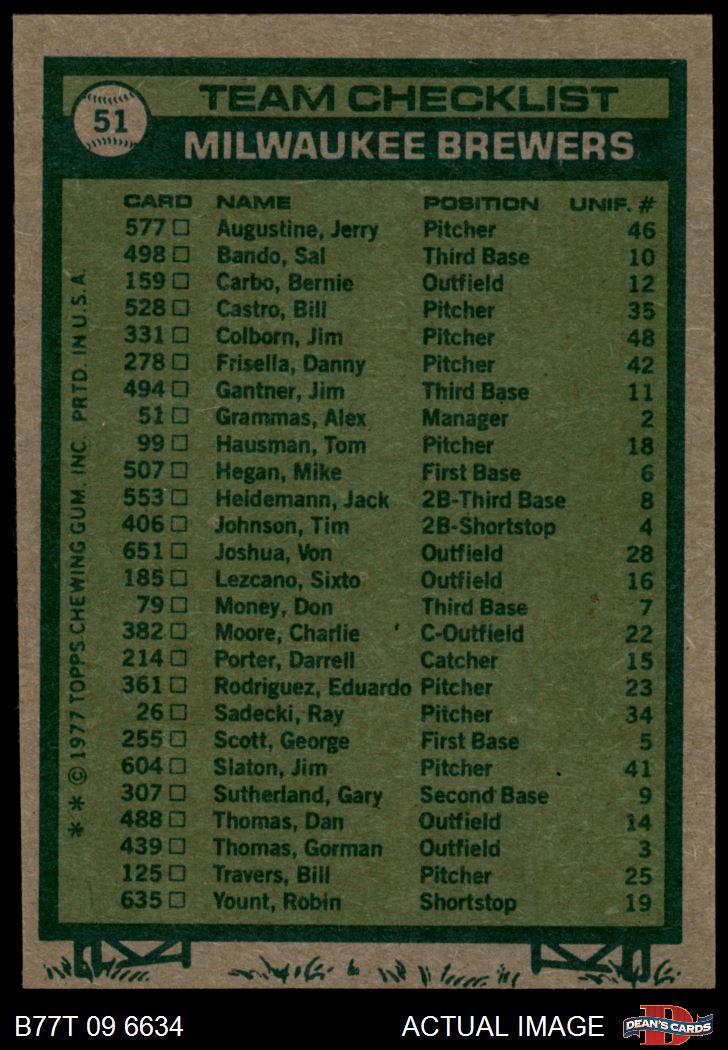 51
TEAM CHECKLIST
MILWAUKEE BREWERS
CARD NAME POSITION UNIF. #
577 Augustine, Jerry Pitcher 46
498 Bando, Sal Third Base 10
159 Carbo, Bernie Outfield 12
528 Castro, Bill Pitcher 35
331 Colborn, Jim Pitcher 48
278 Frisella, Danny Pitcher 42
494 Gantner, Jim Third Base 11
51 Grammas, Alex Manager 2
99 Hausman, Tom Pitcher 18
507 Hegan, Mike First Base 6
553 Heidemann, Jack 2B-Third Base 8
406 Johnson, Tim 2B-Shortstop 4
651 Joshua, Von Outfield 28
185 Lezcano, Sixto Outfield 16
79 Money, Don Third Base 7
382 Moore, Charlie C-Outfield 22
214 Porter, Darrell Catcher 15
361 Rodriguez, Eduardo Pitcher 23
26 Sadecki, Ray Pitcher 34
255 Scott, George First Base 5
604 Slaton, Jim Pitcher 41
307 Sutherland, Gary Second Base 9
488 Thomas, Dan Outfield 14
439 Thomas, Gorman Outfield 3
125 Travers, Bill Pitcher 25
635 Yount, Robin Shortstop 19
* * © 1977 TOPPS CHEWING GUM, INC. PRTD. IN U.S.A.
B77T 09 6634 ACTUAL IMAGE
D
DEAN'S CARDS